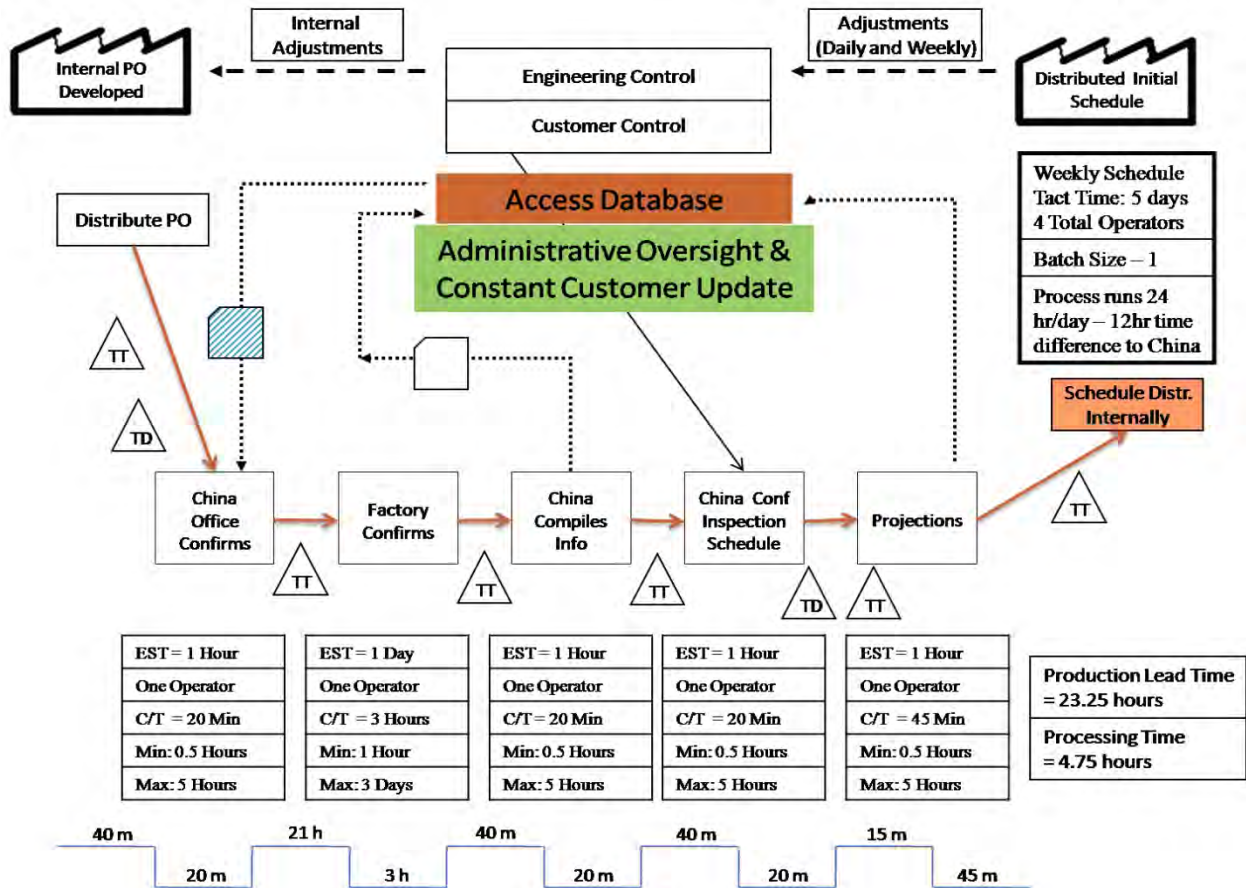 Internal PO
Developed
Internal
Adjustments
Engineering Control
Customer Control
Adjustments
(Daily and Weekly)
Distributed Initial
Schedule
Distribute PO
Access Database
Administrative Oversight &
Constant Customer Update
Weekly Schedule
Tact Time: 5 days
4 Total Operators
Batch Size – 1
Process runs 24
hr/day – 12hr time
difference to China
Schedule Distr.
Internally
TT
TD
TT
China
Office
Confirms
Factory
Confirms
China
Compiles
Info
China Conf
Inspection
Schedule
Projections
TT
TT
TT
TD
TT
EST = 1 Hour
One Operator
C/T = 20 Min
Min: 0.5 Hours
Max: 5 Hours
EST = 1 Day
One Operator
C/T = 3 Hours
Min: 1 Hour
Max: 3 Days
EST = 1 Hour
One Operator
C/T = 20 Min
Min: 0.5 Hours
Max: 5 Hours
EST = 1 Hour
One Operator
C/T = 20 Min
Min: 0.5 Hours
Max: 5 Hours
EST = 1 Hour
One Operator
C/T = 45 Min
Min: 0.5 Hours
Max: 5 Hours
Production Lead Time
= 23.25 hours
Processing Time
= 4.75 hours
40 m
20 m
21 h
3 h
40 m
20 m
40 m
20 m
15 m
45 m